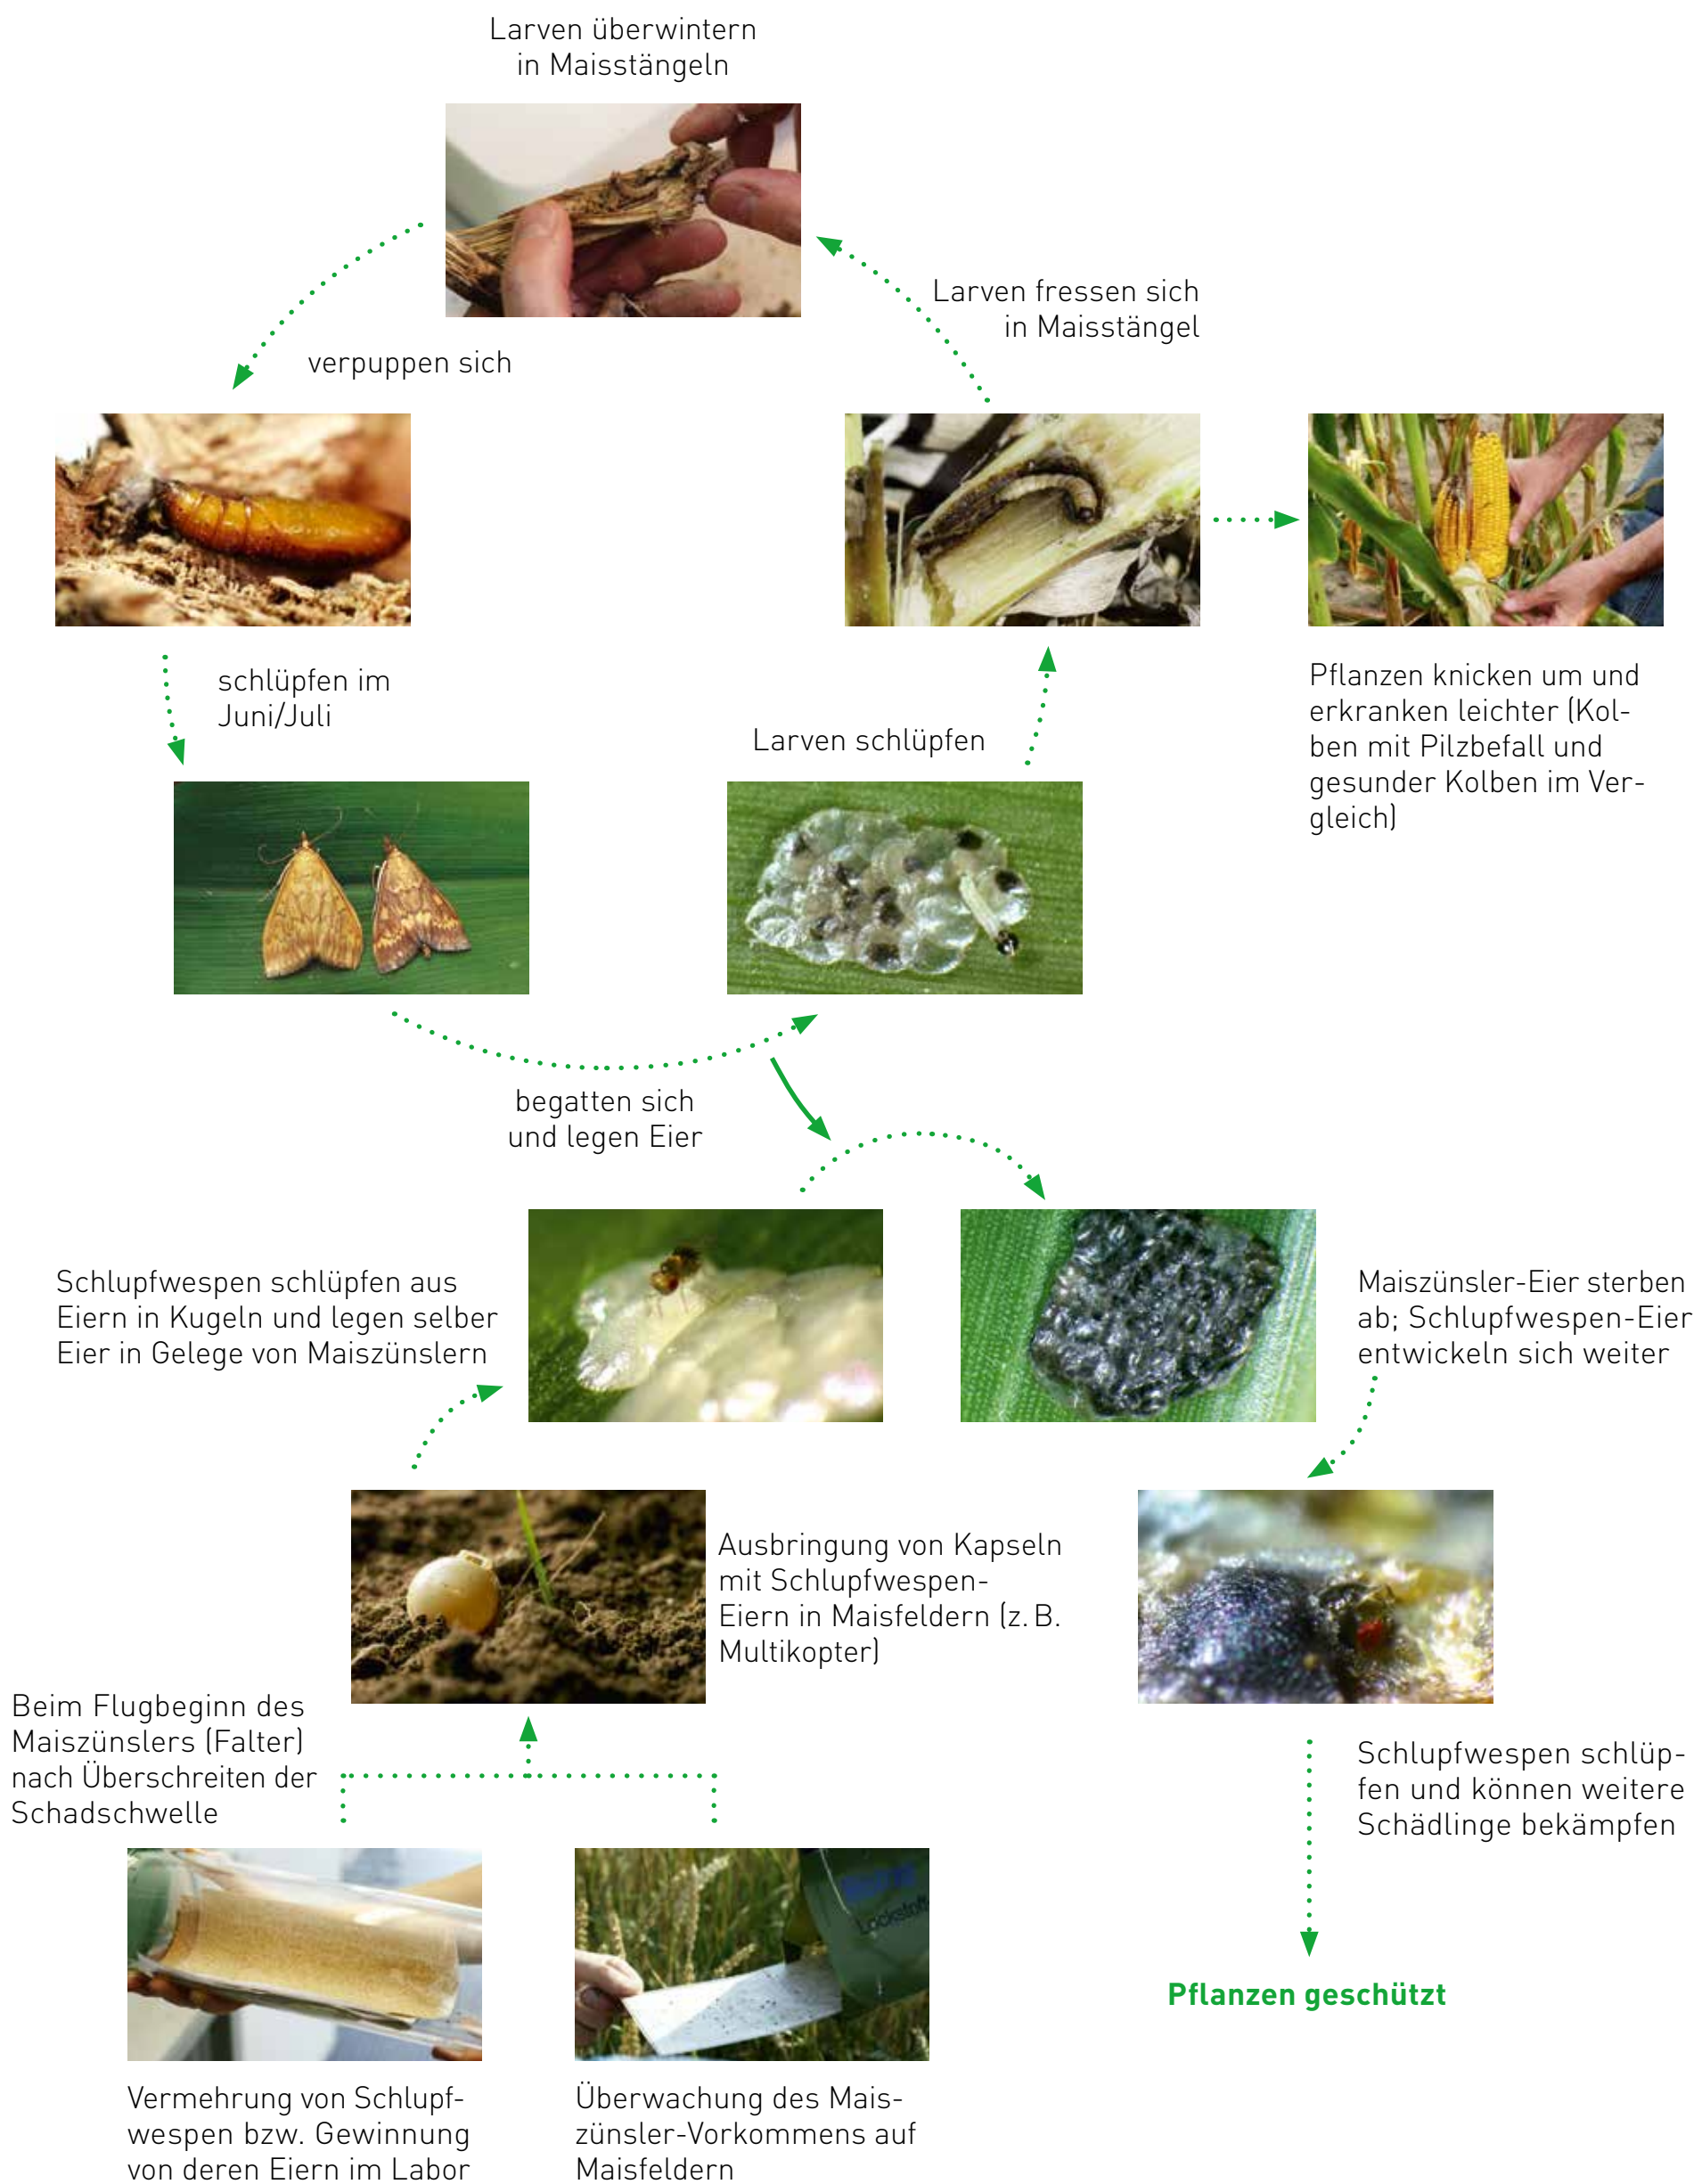 Larven überwintern
in Maisstängeln
Larven fressen sich
in Maisstängel
verpuppen sich
schlüpfen im
Juni/Juli
Larven schlüpfen
Pflanzen knicken um und
erkranken leichter (Kol-
ben mit Pilzbefall und
gesunder Kolben im Ver-
gleich)
begatten sich
und legen Eier
Schlupfwespen schlüpfen aus
Eiern in Kugeln und legen selber
Eier in Gelege von Maiszünslern
Maiszünsler-Eier sterben
ab; Schlupfwespen-Eier
entwickeln sich weiter
Ausbringung von Kapseln
mit Schlupfwespen-
Eiern in Maisfeldern (z. B.
Multikopter)
Beim Flugbeginn des
Maiszünslers (Falter)
nach Überschreiten der
Schadschwelle
Schlupfwespen schlüp-
fen und können weitere
Schädlinge bekämpfen
Lockstoff
Pflanzen geschützt
Vermehrung von Schlupf-
wespen bzw. Gewinnung
von deren Eiern im Labor
Überwachung des Mais-
zünsler-Vorkommens auf
Maisfeldern